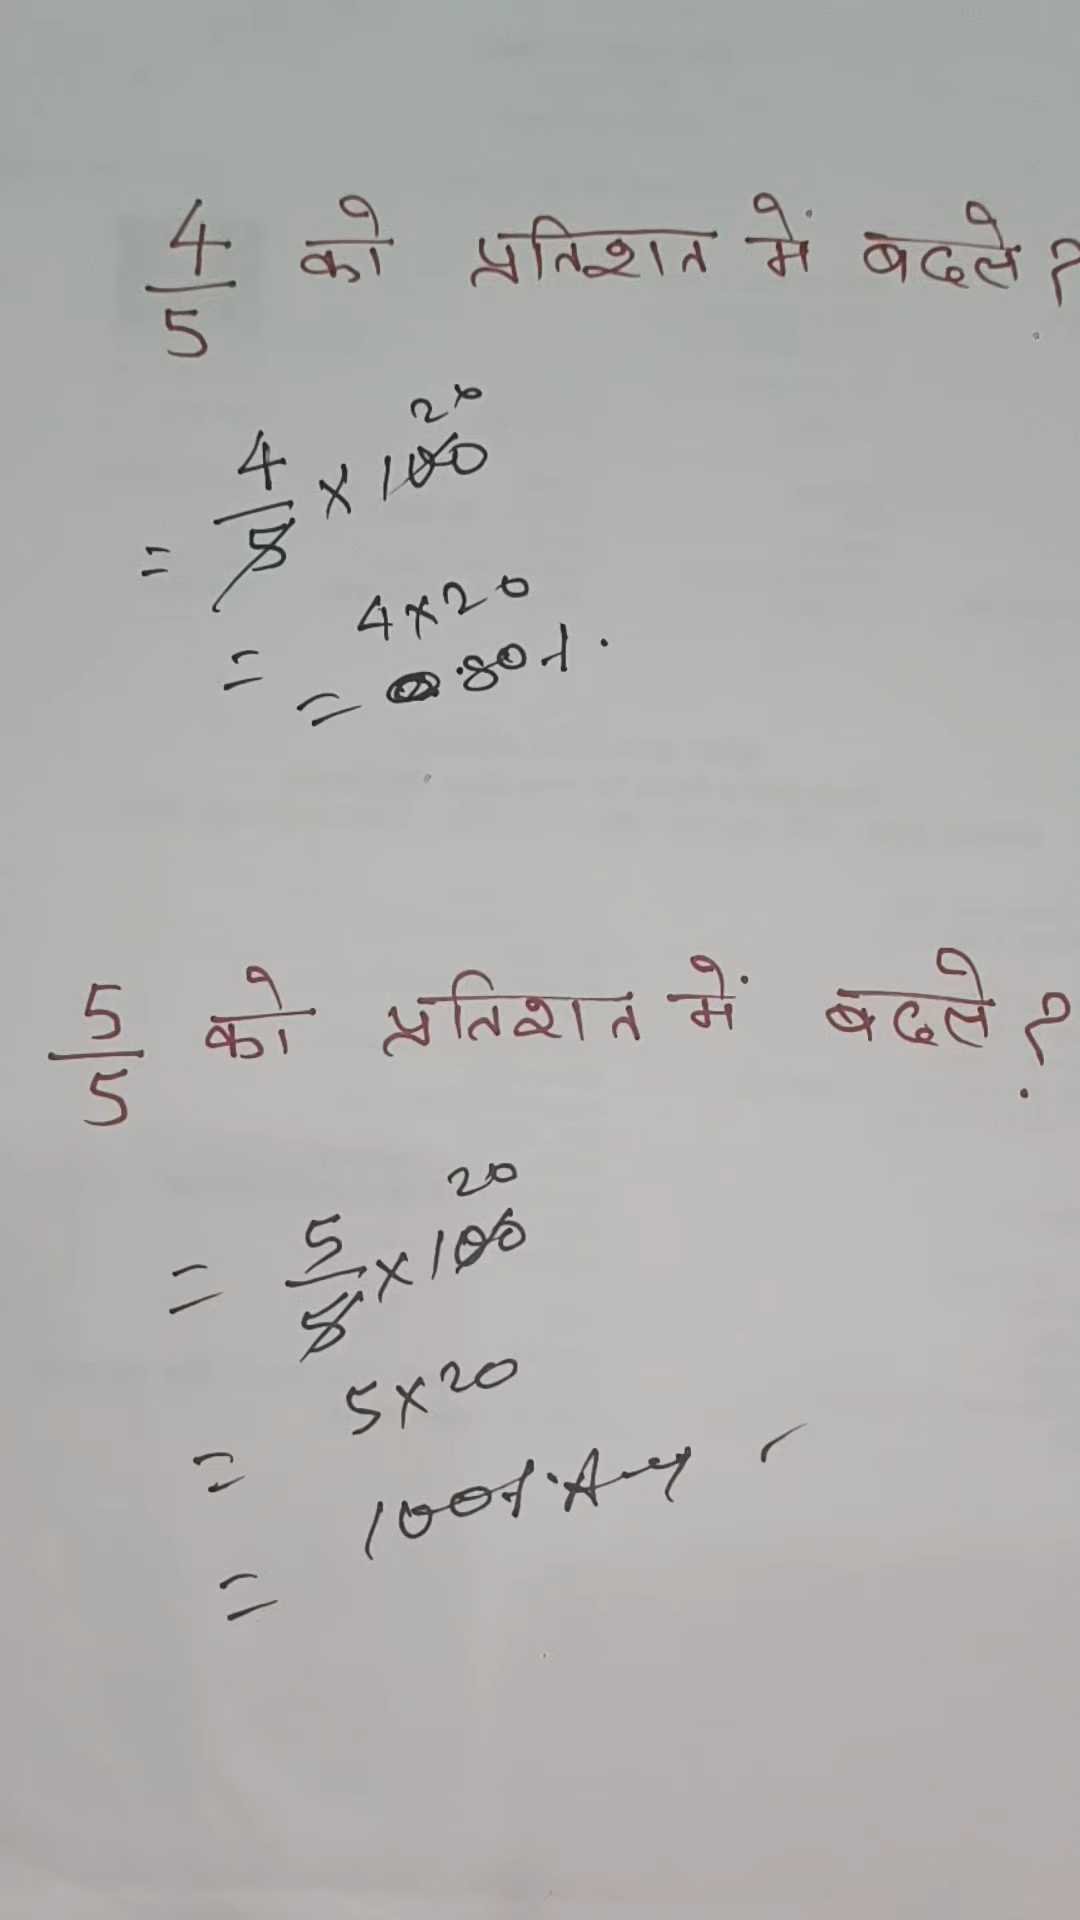 4/5 को प्रतिशत में बदले ?
= 4/5 × 100 20
= 4×20
= 80%.
5/5 को प्रतिशत में बदले ?
= 5/5 × 100 20
= 5×20
= 100%. Ans